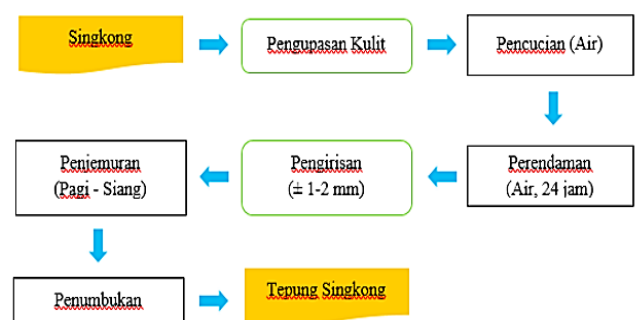 Singkong
Pengupasan Kulit
Pencucian (Air)
Perendaman
(Air, 24 jam)
Pengirisan
(± 1-2 mm)
Penjemuran
(Pagi - Siang)
Penumbukan
Tepung Singkong